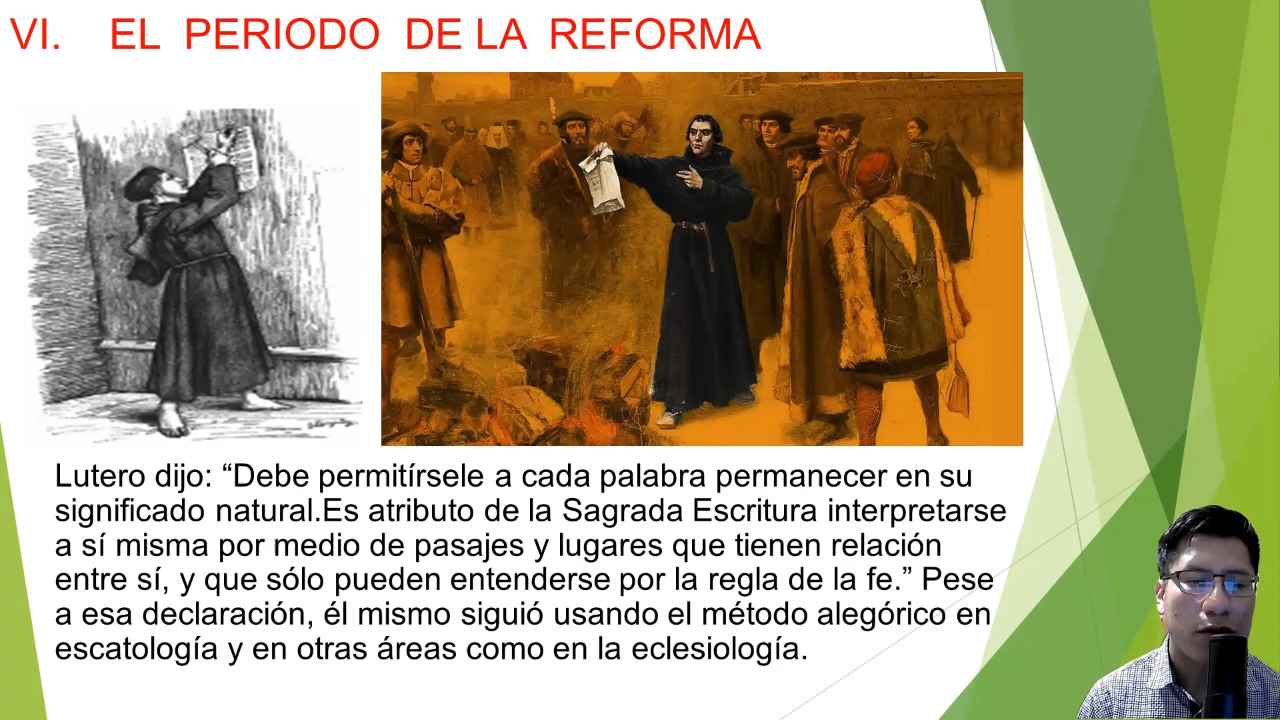 VI. EL PERIODO DE LA REFORMA
Lutero dijo: “Debe permitírsele a cada palabra permanecer en su
significado natural.Es atributo de la Sagrada Escritura interpretarse
a sí misma por medio de pasajes y lugares que tienen relación
entre sí, y que sólo pueden entenderse por la regla de la fe.” Pese
a esa declaración, él mismo siguió usando el método alegórico en
escatología y en otras áreas como en la eclesiología.